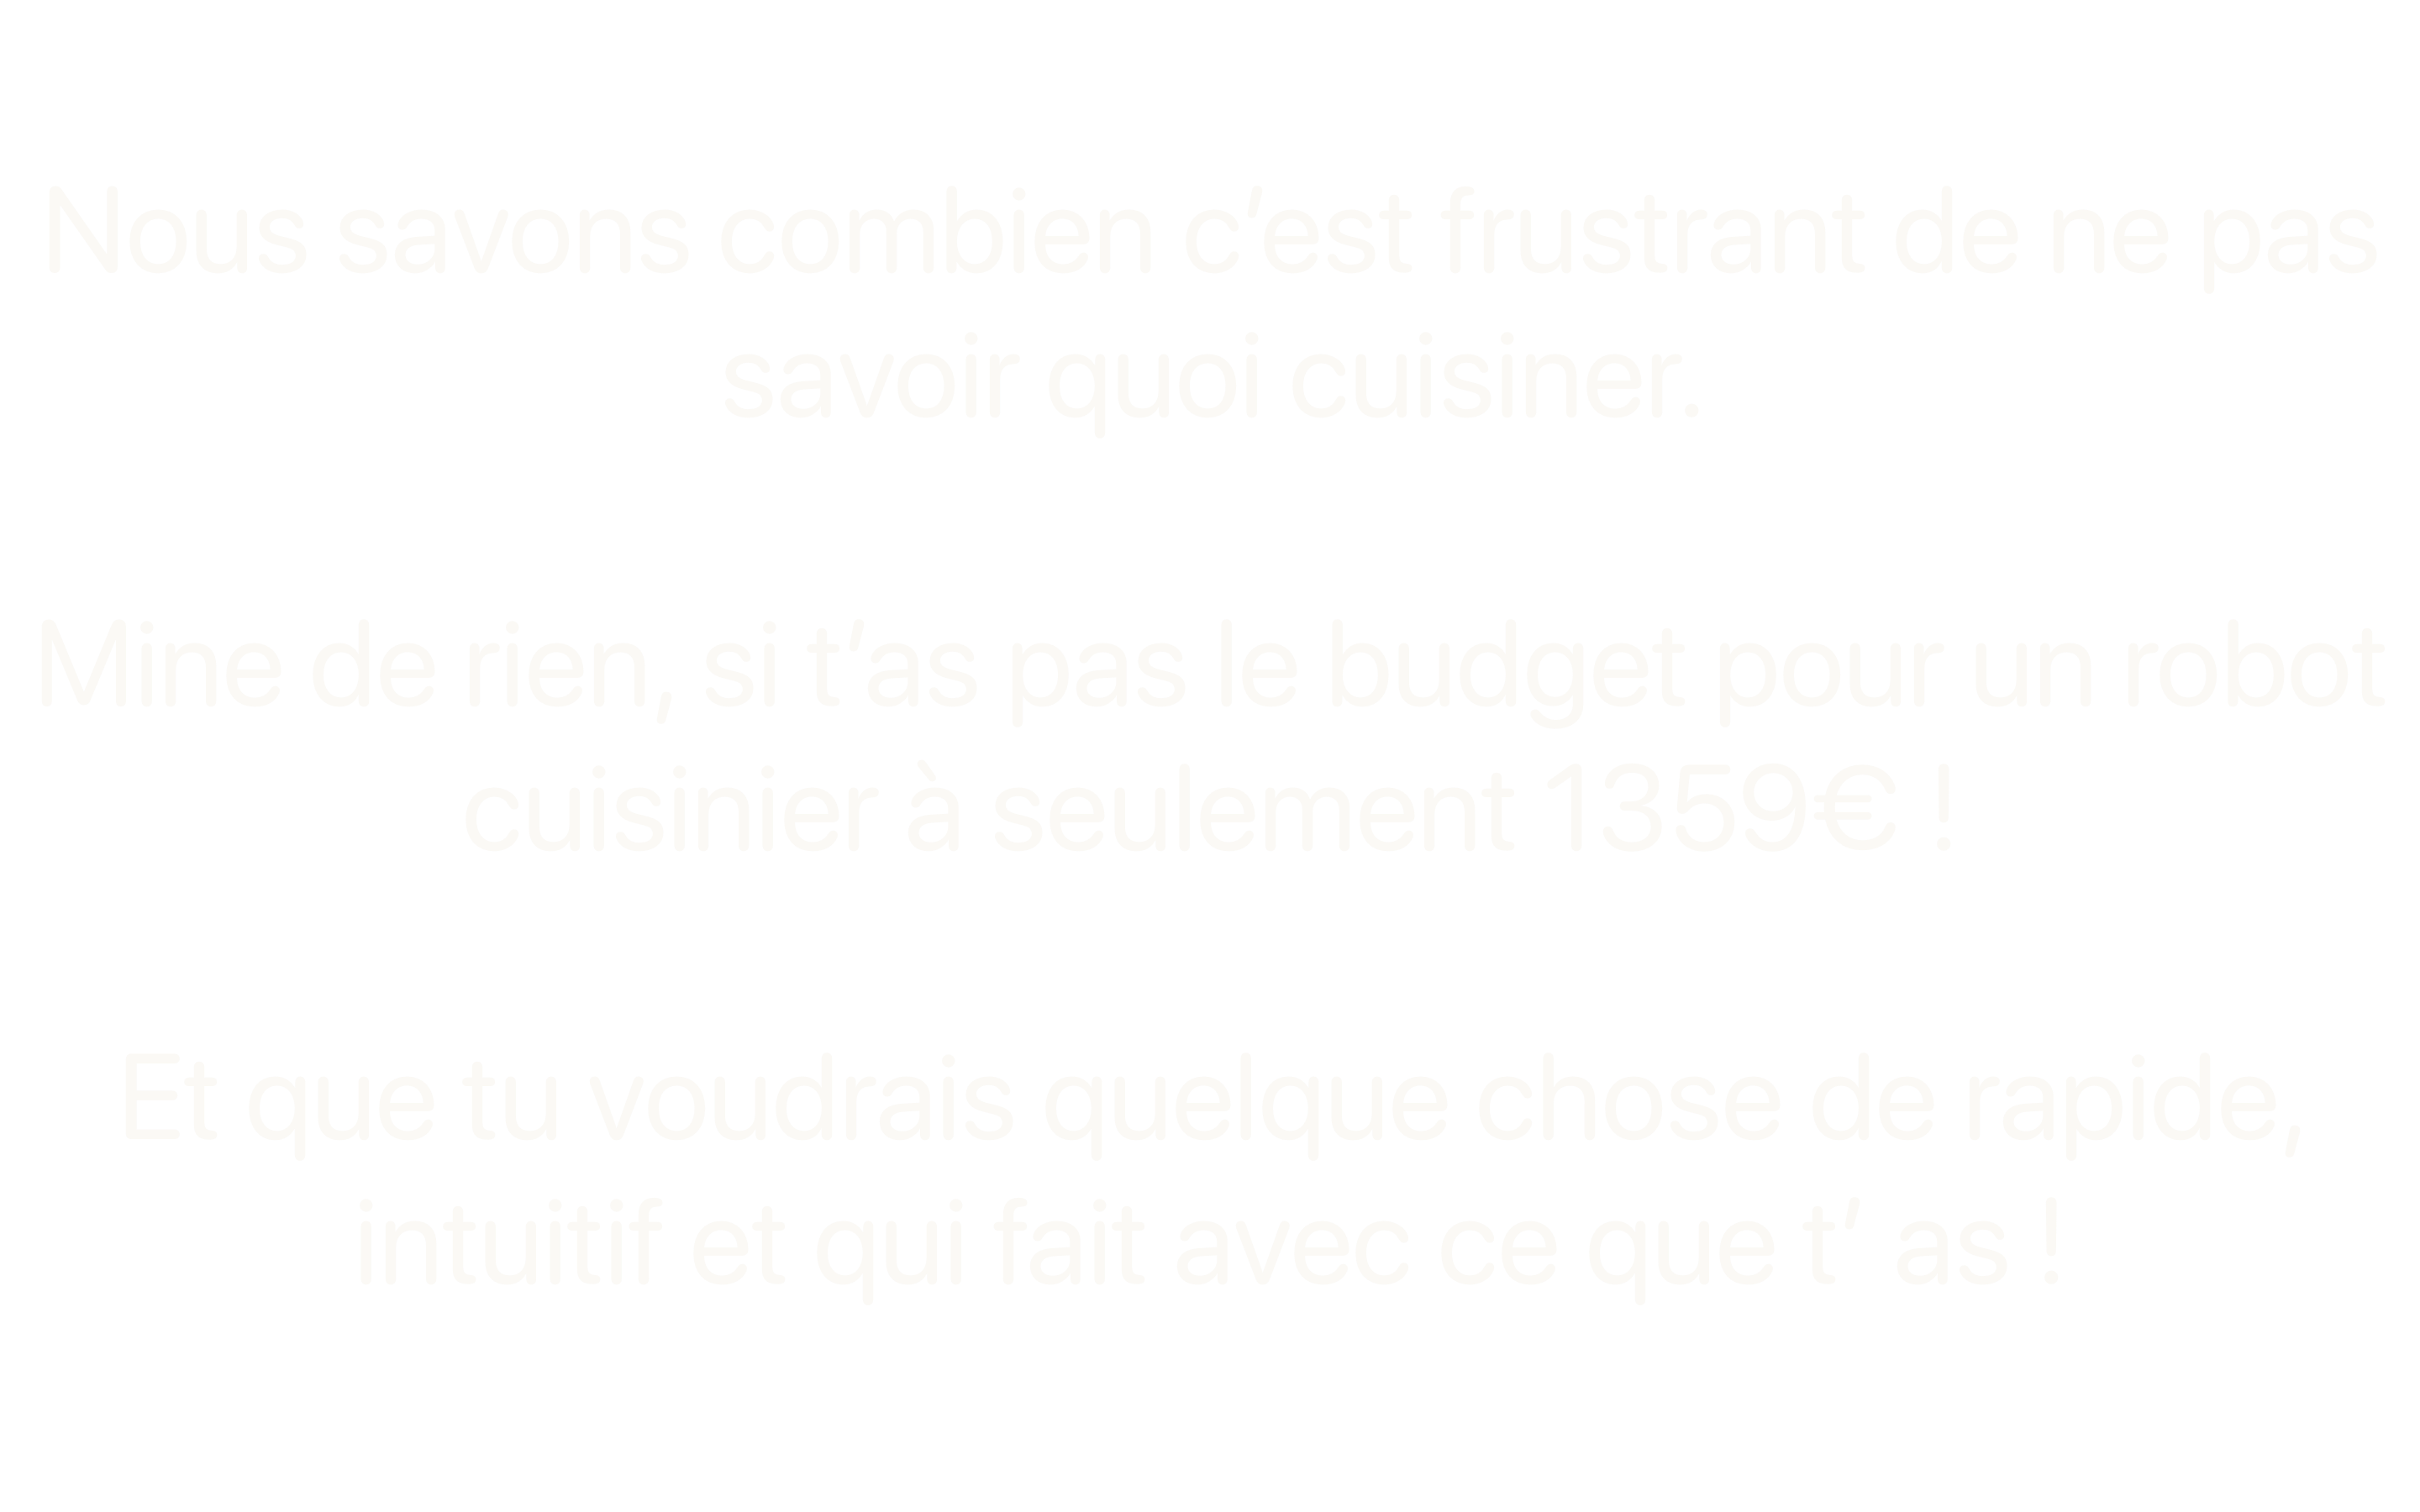 Nous savons combien c’est frustrant de ne pas
savoir quoi cuisiner.
Mine de rien, si t’as pas le budget pour un robot
cuisinier à seulement 1359€ !
Et que tu voudrais quelque chose de rapide,
intuitif et qui fait avec ce que t’ as !